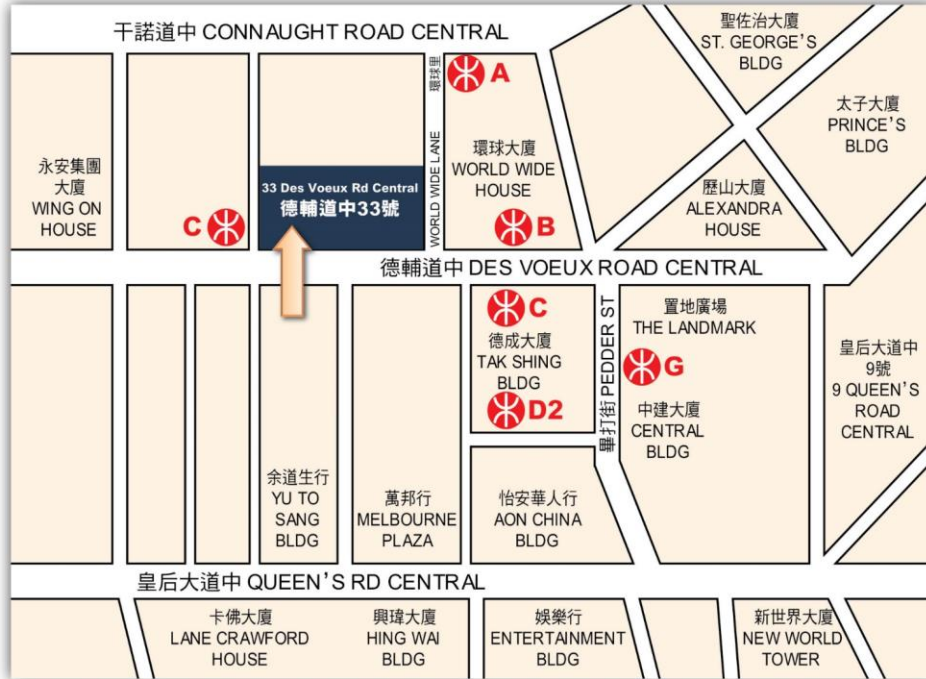 干諾道中 CONNAUGHT ROAD CENTRAL
聖佐治大廈
ST. GEORGE'S
BLDG
環球里
WORLD WIDE LANE
A
太子大廈
PRINCE'S
BLDG
永安集團
大廈
WING ON
HOUSE
C
33 Des Voeux Rd Central
德輔道中33號
環球大廈
WORLD WIDE
HOUSE
B
歷山大廈
ALEXANDRA
HOUSE
德輔道中 DES VOEUX ROAD CENTRAL
C
德成大廈
TAK SHING
BLDG
D2
畢打街 PEDDER ST
置地廣場
THE LANDMARK
G
中建大廈
CENTRAL
BLDG
皇后大道中
9號
9 QUEEN'S
ROAD
CENTRAL
余道生行
YU TO
SANG
BLDG
萬邦行
MELBOURNE
PLAZA
怡安華人行
AON CHINA
BLDG
皇后大道中 QUEEN'S RD CENTRAL
卡佛大廈
LANE CRAWFORD
HOUSE
興瑋大廈
HING WAI
BLDG
娛樂行
ENTERTAINMENT
BLDG
新世界大廈
NEW WORLD
TOWER